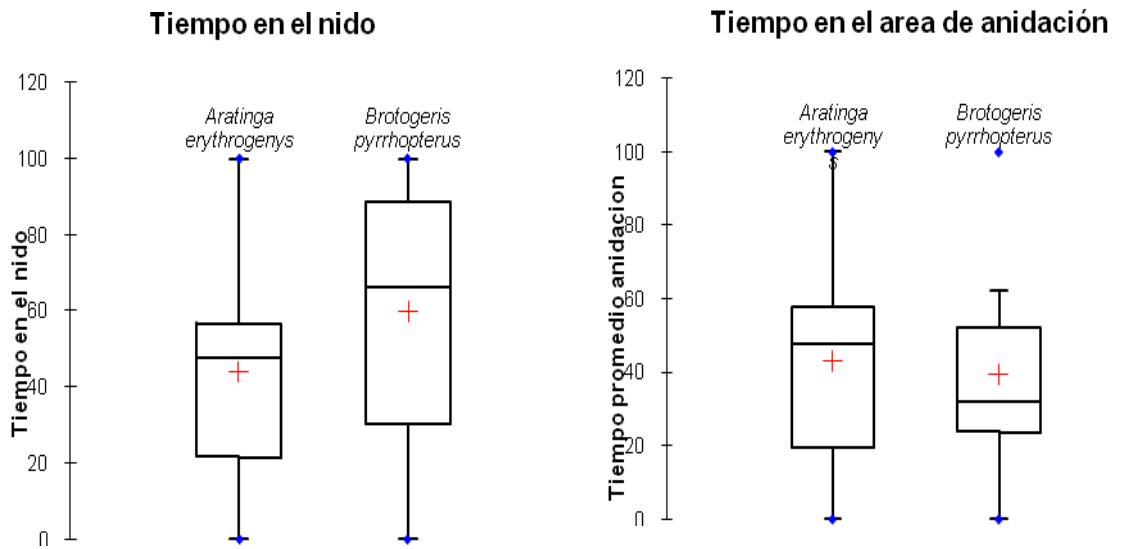 Tiempo en el nido
120
100
80
60
40
20
0
Tiempo en el nido
Aratinga
erythrogenys
Brotogeris
pyrrhopterus
Tiempo en el area de anidación
120
100
80
60
40
20
0
Tiempo promedio anidacion
Aratinga
erythrogeny
s
Brotogeris
pyrrhopterus